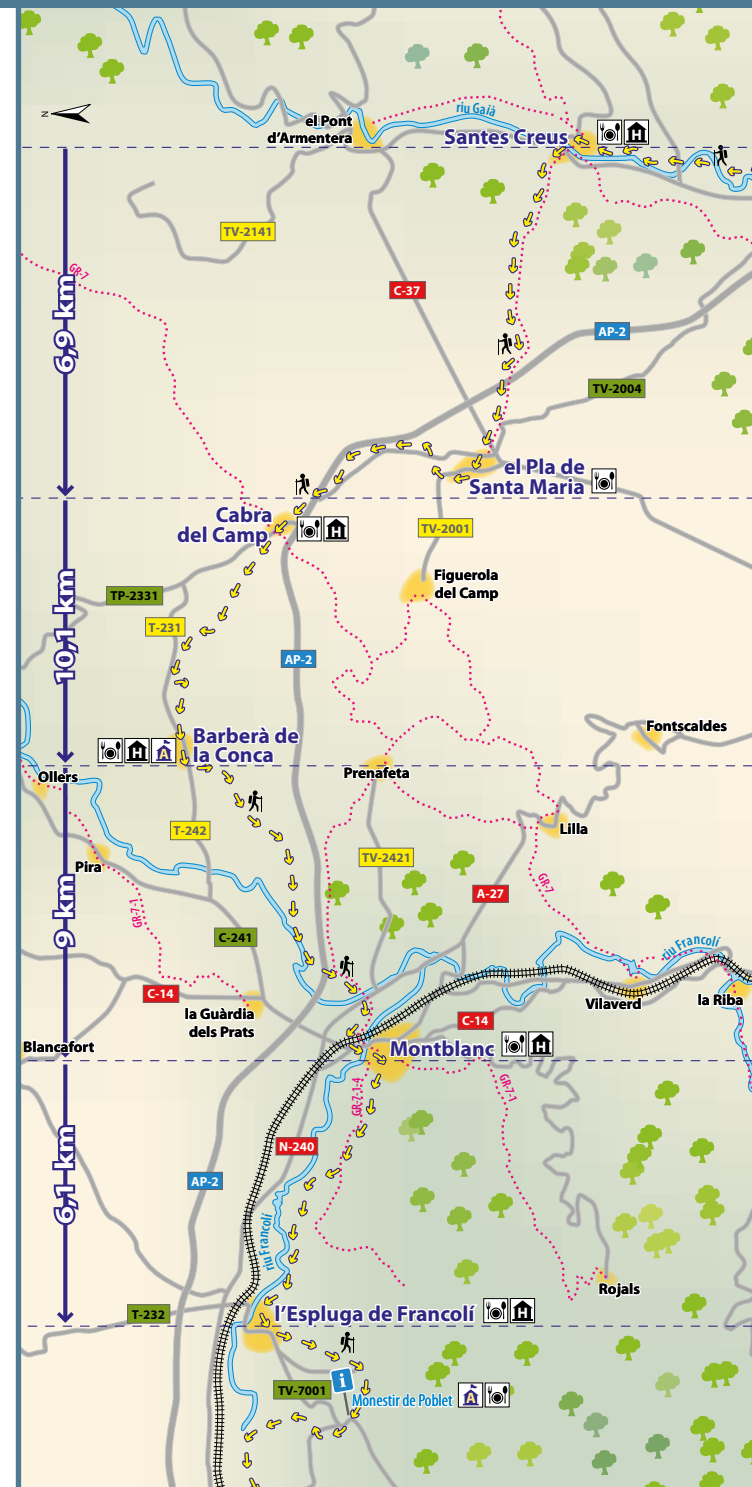 riu Gaià
N
el Pont
d'Armentera
Santes Creus
H
TV-2141
GR-7
C-37
6,9 km
AP-2
TV-2004
el Pla de
Santa Maria
Cabra
del Camp
H
TV-2001
Figuerola
del Camp
TP-2331
10,1 km
T-231
AP-2
Barberà de
la Conca
H
A
Fontscaldes
Ollers
Prenafeta
Lilla
T-242
TV-2421
Pira
GR-7
A-27
GR-7-1
9 km
C-241
riu Francolí
C-14
la Guàrdia
dels Prats
Vilaverd
la Riba
C-14
Blancafort
Montblanc
H
GR-7-1-4
GR-7-1
N-240
6,1 km
AP-2
riu Francolí
Rojals
T-232
l'Espluga de Francolí
H
TV-7001
i
Monestir de Poblet
A